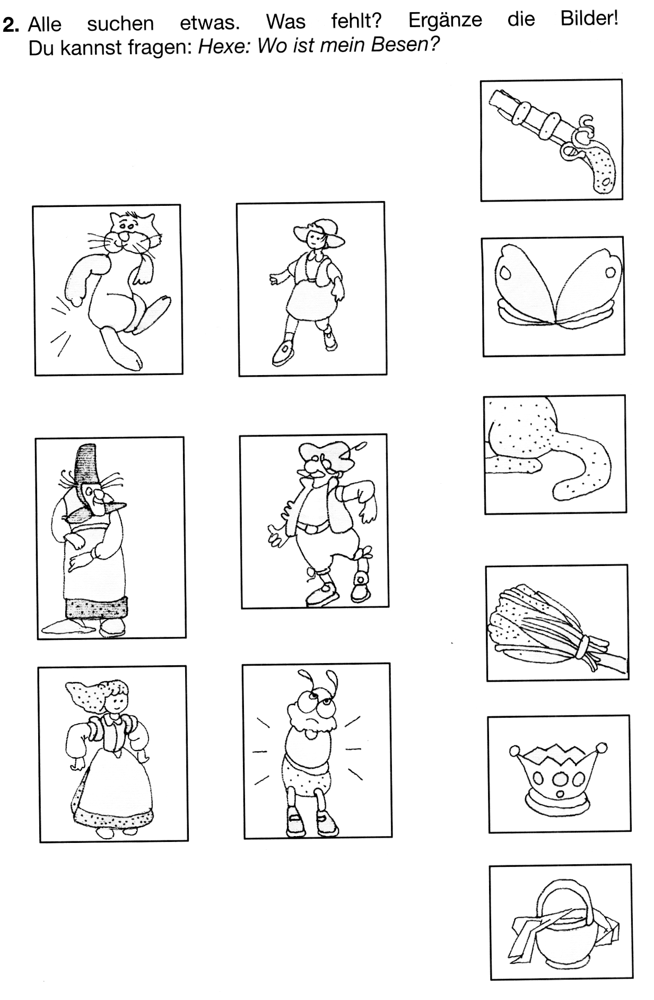 2. Alle suchen etwas. Was fehlt? Ergänze die Bilder!
Du kannst fragen: Hexe: Wo ist mein Besen?